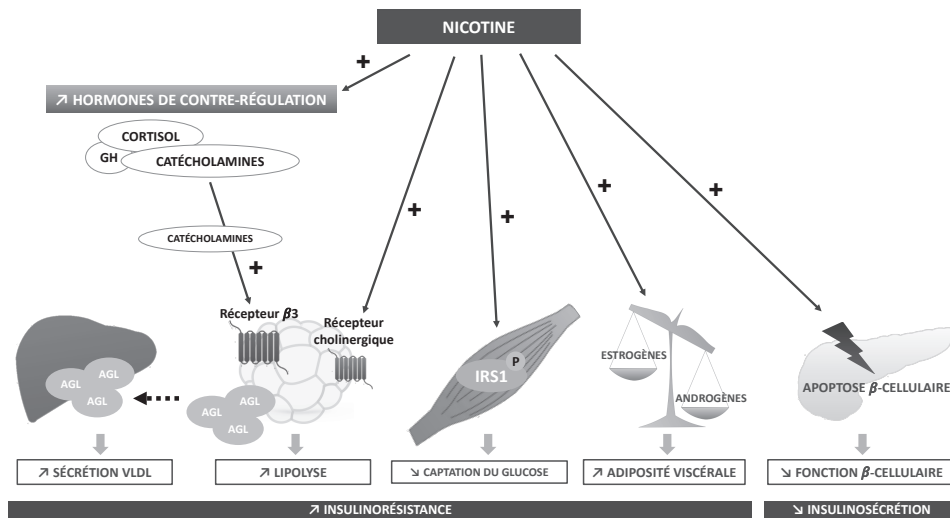 NICOTINE
+
↗ HORMONES DE CONTRE-RÉGULATION
CORTISOL
GH
CATÉCHOLAMINES
+
+
+
+
CATÉCHOLAMINES
+
Récepteur β3
Récepteur
cholinergique
P
IRS1
ESTROGÈNES
ANDROGÈNES
APOPTOSE β-CELLULAIRE
AGL
AGL
AGL
AGL
AGL
AGL
↗ SÉCRÉTION VLDL
↗ LIPOLYSE
↘ CAPTATION DU GLUCOSE
↗ ADIPOSITÉ VISCÉRALE
↘ FONCTION β-CELLULAIRE
↗ INSULINORÉSISTANCE
↘ INSULINOSÉCRÉTION